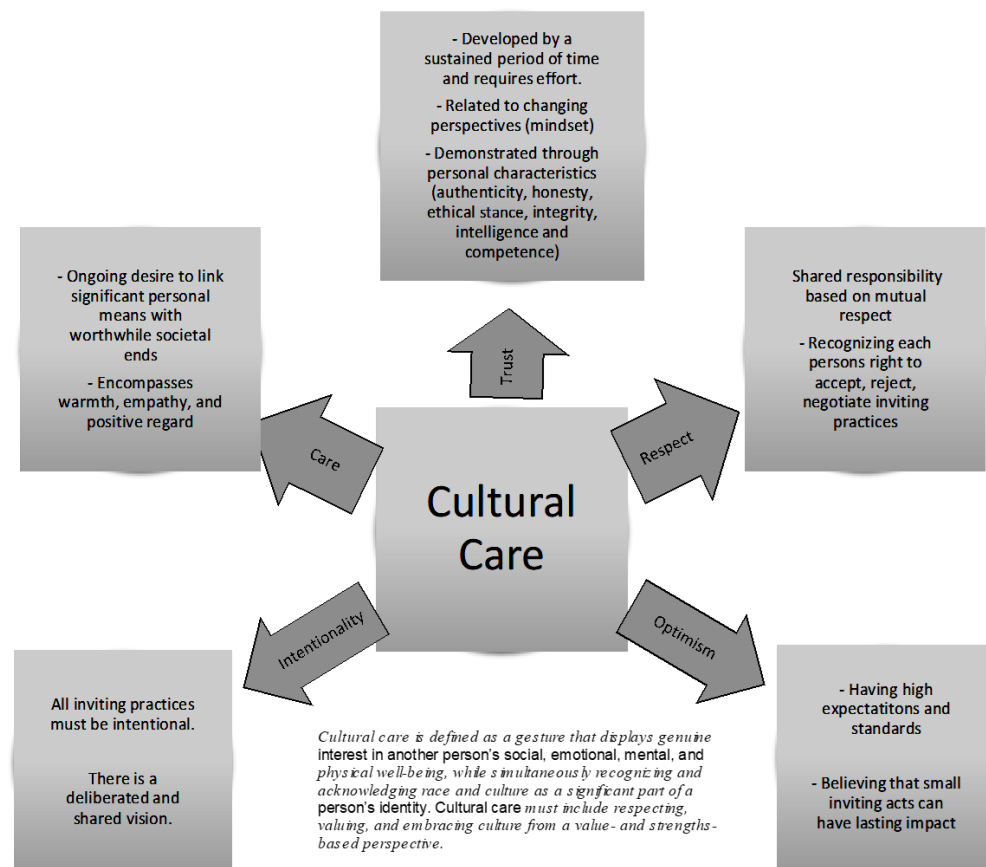 - Developed by a
sustained period of time
and requires effort.
- Related to changing
perspectives (mindset)
- Demonstrated through
personal characteristics
(authenticity, honesty,
ethical stance, integrity,
intelligence and
competence)
- Ongoing desire to link
significant personal
means with
worthwhile societal
ends
- Encompasses
warmth, empathy, and
positive regard
Shared responsibility
based on mutual
respect
- Recognizing each
persons right to
accept, reject,
negotiate inviting
practices
Trust
Care
Respect
Cultural
Care
Intentionality
Optimism
All inviting practices
must be intentional.
There is a
deliberated and
shared vision.
- Having high
expectatitons and
standards
- Believing that small
inviting acts can
have lasting impact
Cultural care is defined as a gesture that displays genuine
interest in another person's social, emotional, mental, and
physical well-being, while simultaneously recognizing and
acknowledging race and culture as a significant part of a
person's identity. Cultural care must include respecting,
valuing, and embracing culture from a value- and strengths-
based perspective.